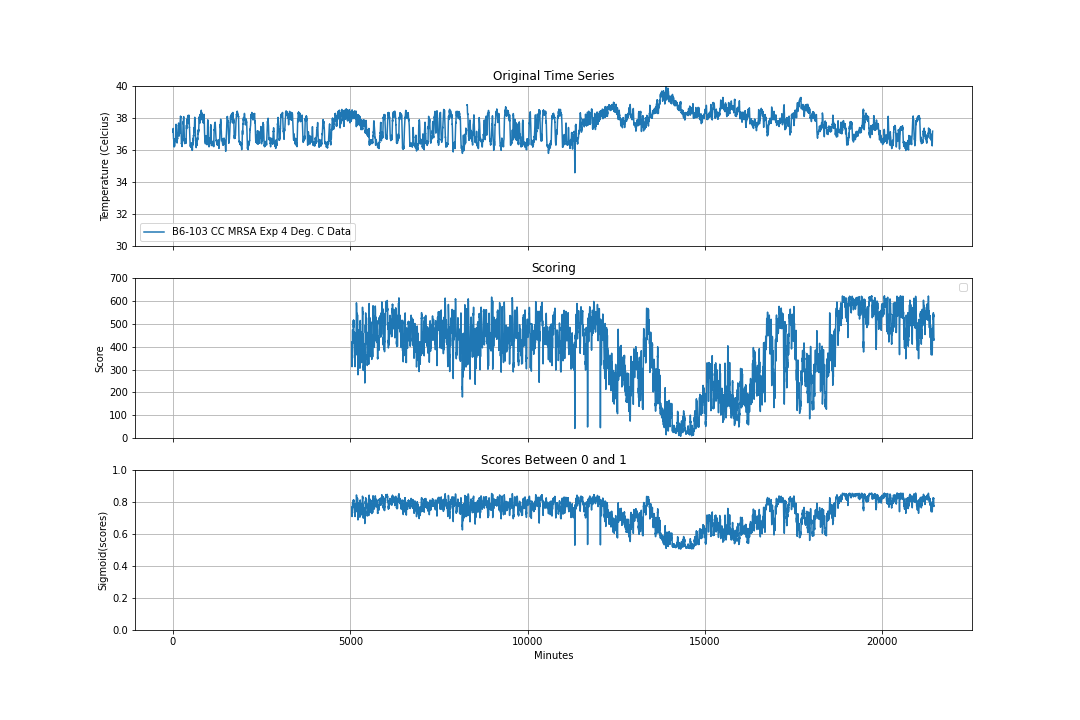 Original Time Series
40
38
36
34
32
30
Temperature (Celcius)
B6-103 CC MRSA Exp 4 Deg. C Data
Scoring
700
600
500
400
300
200
100
0
Score
Scores Between 0 and 1
1.0
0.8
0.6
0.4
0.2
0.0
Sigmoid(scores)
0 5000 10000 15000 20000
Minutes